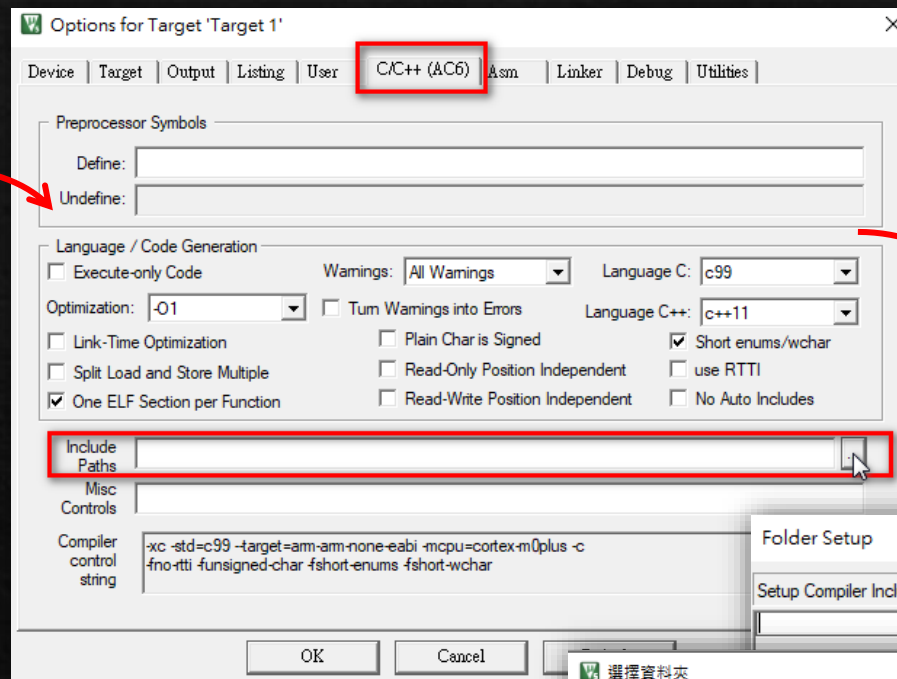 Options for Target 'Target 1'
Device Target Output Listing User C/C++ (AC6) Asm Linker Debug Utilities
Preprocessor Symbols
Define:
Undefine:
Language / Code Generation
Execute-only Code Warnings: All Warnings Language C: c99
Optimization: -O1 Turn Warnings into Errors Language C++: c++11
Link-Time Optimization Plain Char is Signed Short enums/wchar
Split Load and Store Multiple Read-Only Position Independent use RTTI
One ELF Section per Function Read-Write Position Independent No Auto Includes
Include
Paths
Misc
Controls
Compiler
control
string
-xc -std=c99 --target=arm-arm-none-eabi -mcpu=cortex-m0plus -c
-fno-rtti -funsigned-char -fshort-enums -fshort-wchar
Folder Setup
Setup Compiler Incl
OK Cancel
選擇資料夾